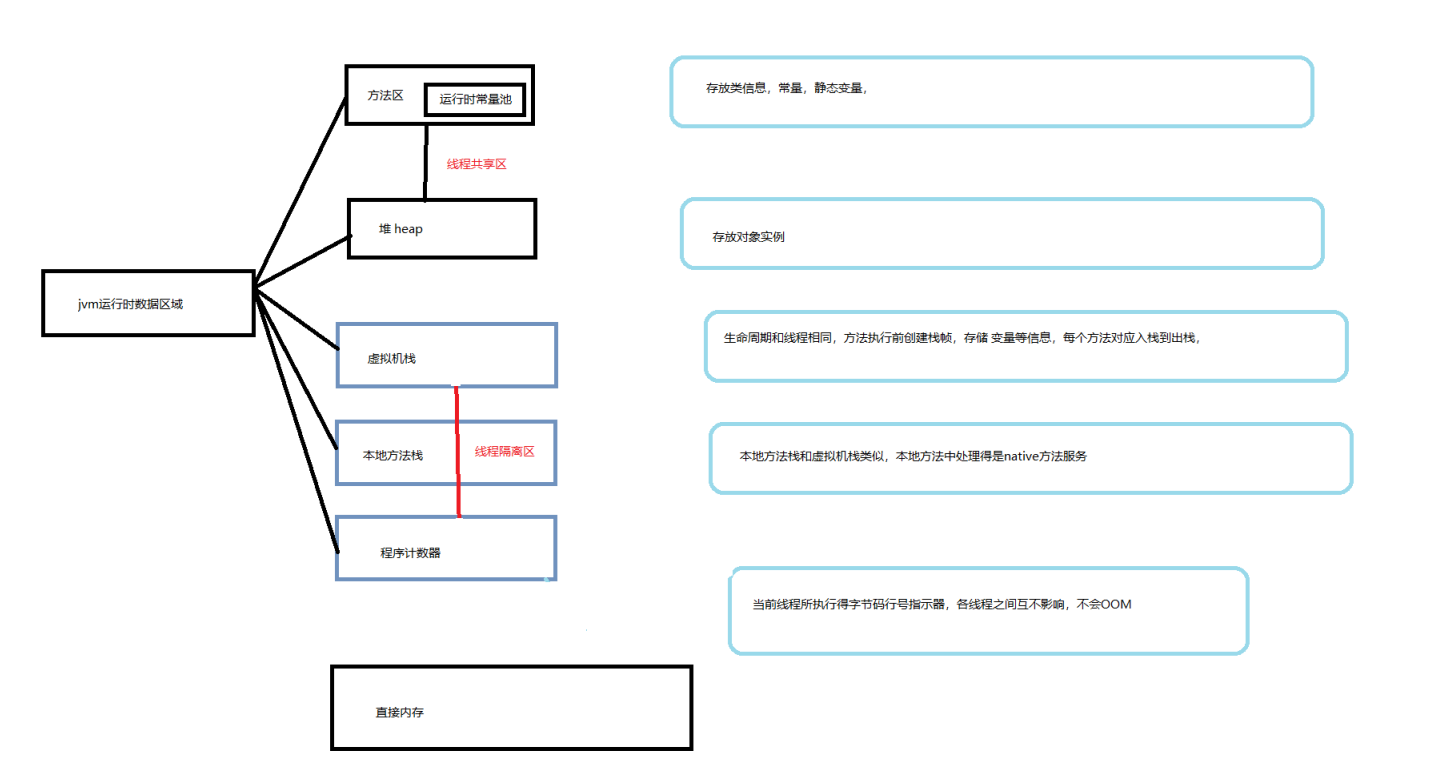 方法区
运行时常量池
存放类信息，常量，静态变量，
线程共享区
堆 heap
存放对象实例
jvm运行时数据区域
虚拟机栈
生命周期和线程相同，方法执行前创建栈帧，存储 变量等信息，每个方法对应入栈到出栈，
本地方法栈
线程隔离区
本地方法栈和虚拟机栈类似，本地方法中处理得是native方法服务
程序计数器
当前线程所执行得字节码行号指示器，各线程之间互不影响，不会OOM
直接内存